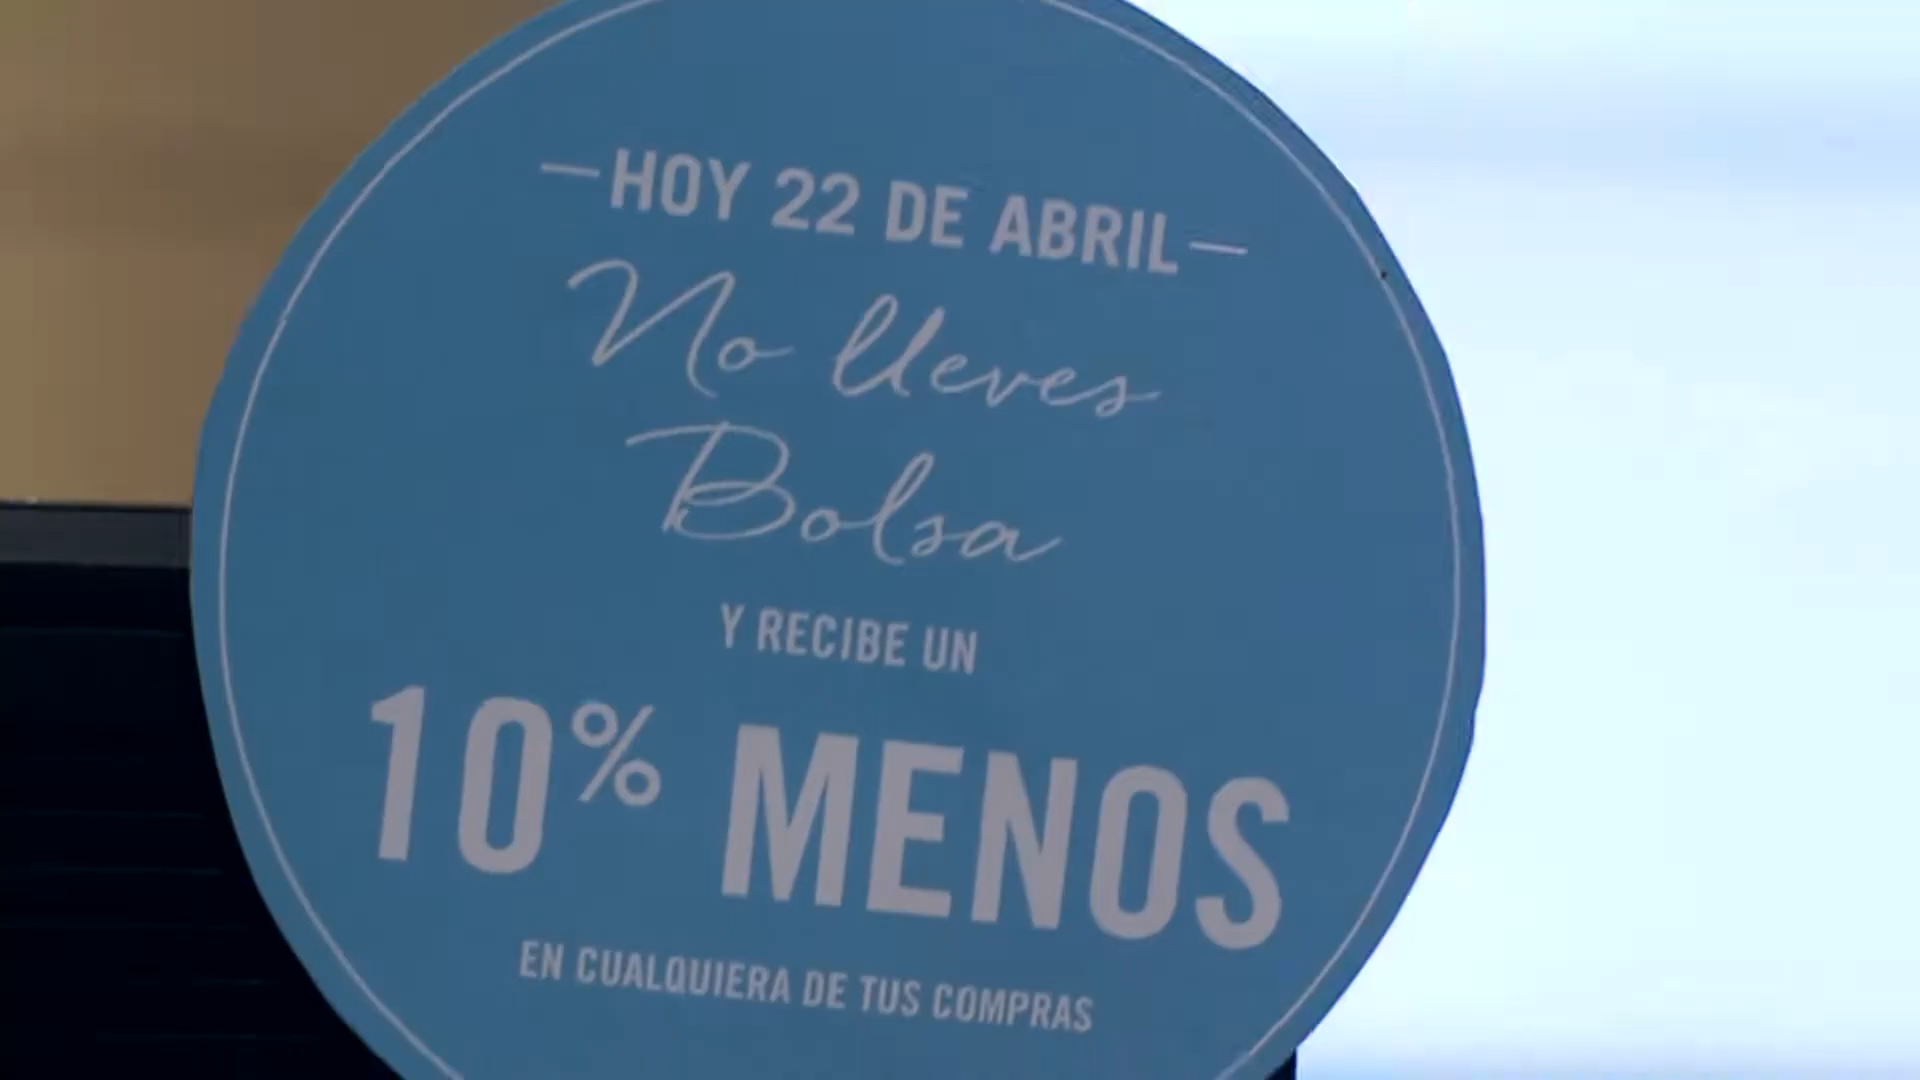 —HOY 22 DE ABRIL—
No lleves
Bolsa
Y RECIBE UN
10% MENOS
EN CUALQUIERA DE TUS COMPRAS